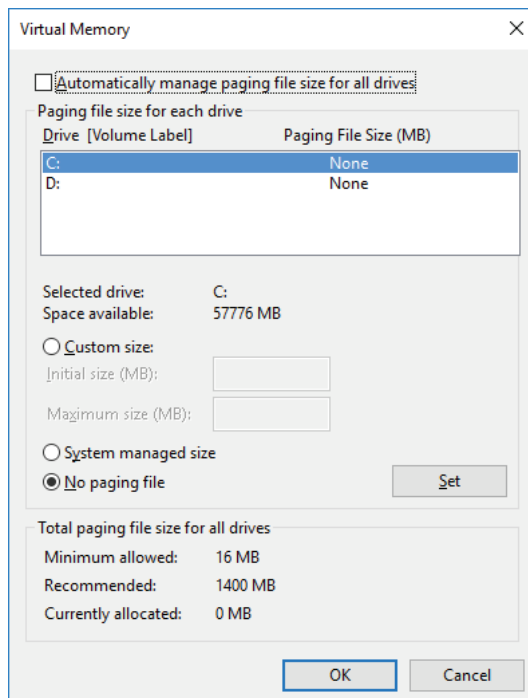 Virtual Memory
Automatically manage paging file size for all drives
Paging file size for each drive
Drive [Volume Label] Paging File Size (MB)
C: None
D: None
Selected drive: C:
Space available: 57776 MB
Custom size:
Initial size (MB):
Maximum size (MB):
System managed size
No paging file
Set
Total paging file size for all drives
Minimum allowed: 16 MB
Recommended: 1400 MB
Currently allocated: 0 MB
OK Cancel